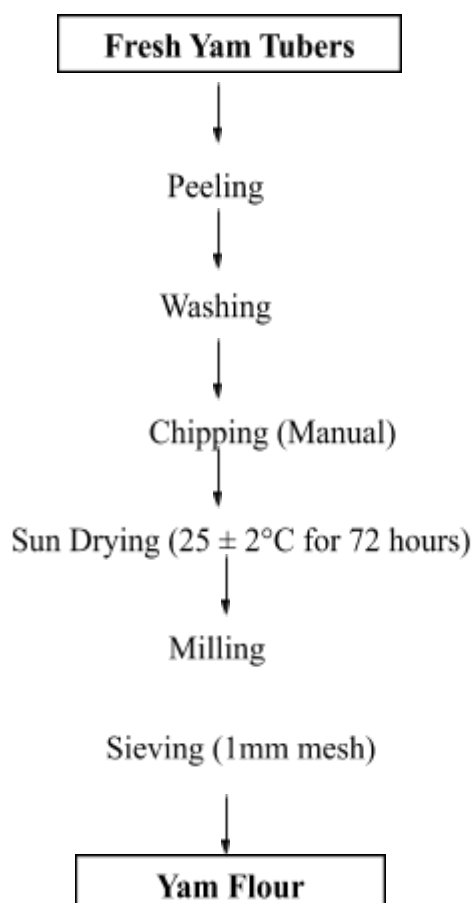 Fresh Yam Tubers
Peeling
Washing
Chipping (Manual)
Sun Drying (25 ± 2°C for 72 hours)
Milling
Sieving (1mm mesh)
Yam Flour